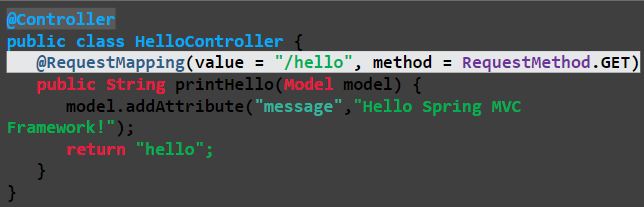 @Controller
public class HelloController {
@RequestMapping(value = "/hello", method = RequestMethod.GET)
public String printHello(Model model) {
model.addAttribute("message","Hello Spring MVC
Framework!");
return "hello";
}
}